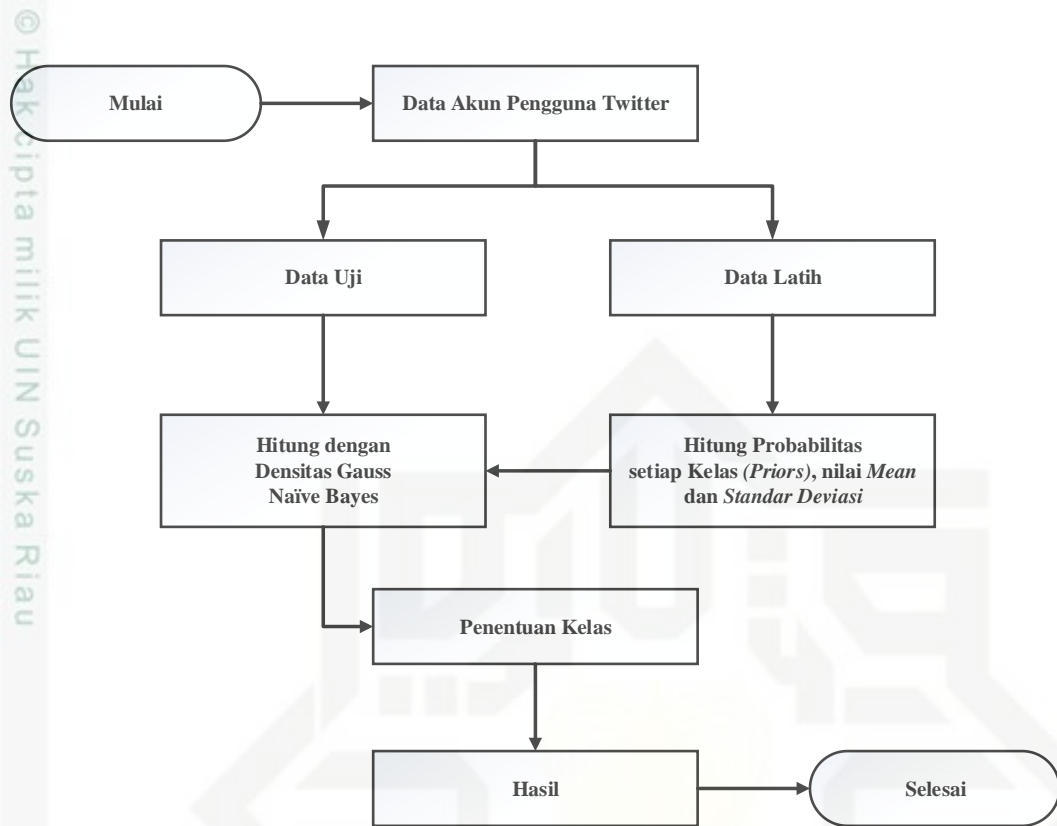 © Hak cipta milik UIN Suska Riau
Mulai
Data Akun Pengguna Twitter
Data Uji
Data Latih
Hitung dengan
Densitas Gauss
Naïve Bayes
Hitung Probabilitas
setiap Kelas (Priors), nilai Mean
dan Standar Deviasi
Penentuan Kelas
Hasil
Selesai